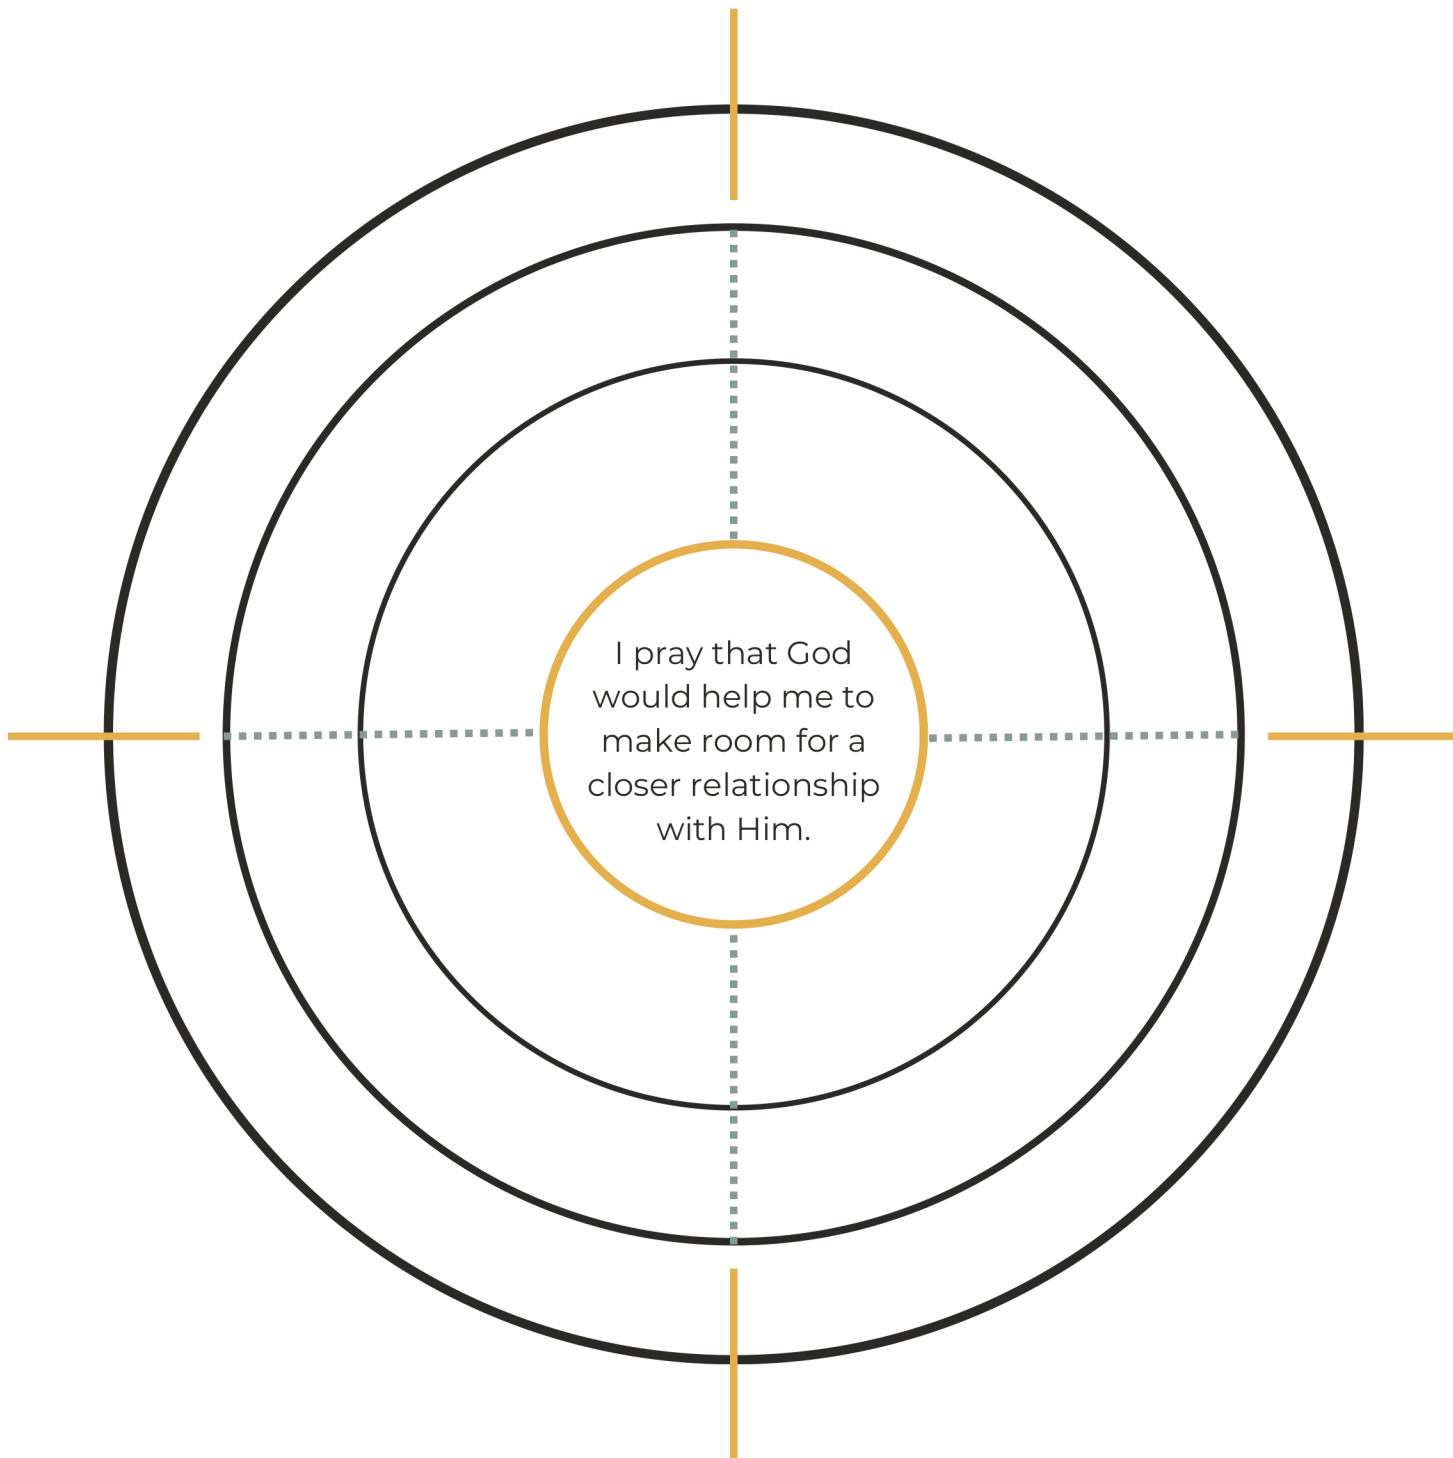 I pray that God
would help me to
make room for a
closer relationship
with Him.